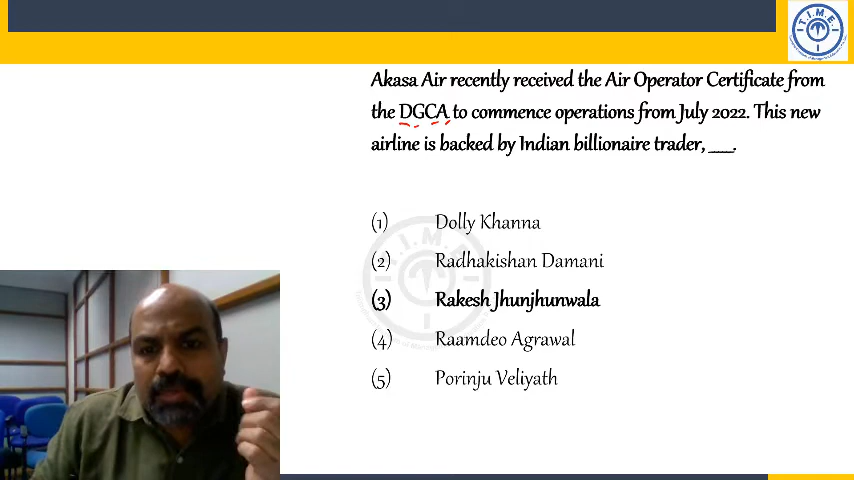 T.I.M.E.
Akasa Air recently received the Air Operator Certificate from
the DGCA to commence operations from July 2022. This new
airline is backed by Indian billionaire trader, ____.
(1) Dolly Khanna
(2) Radhakishan Damani
(3) Rakesh Jhunjhunwala
(4) Raamdeo Agrawal
(5) Porinju Veliyath